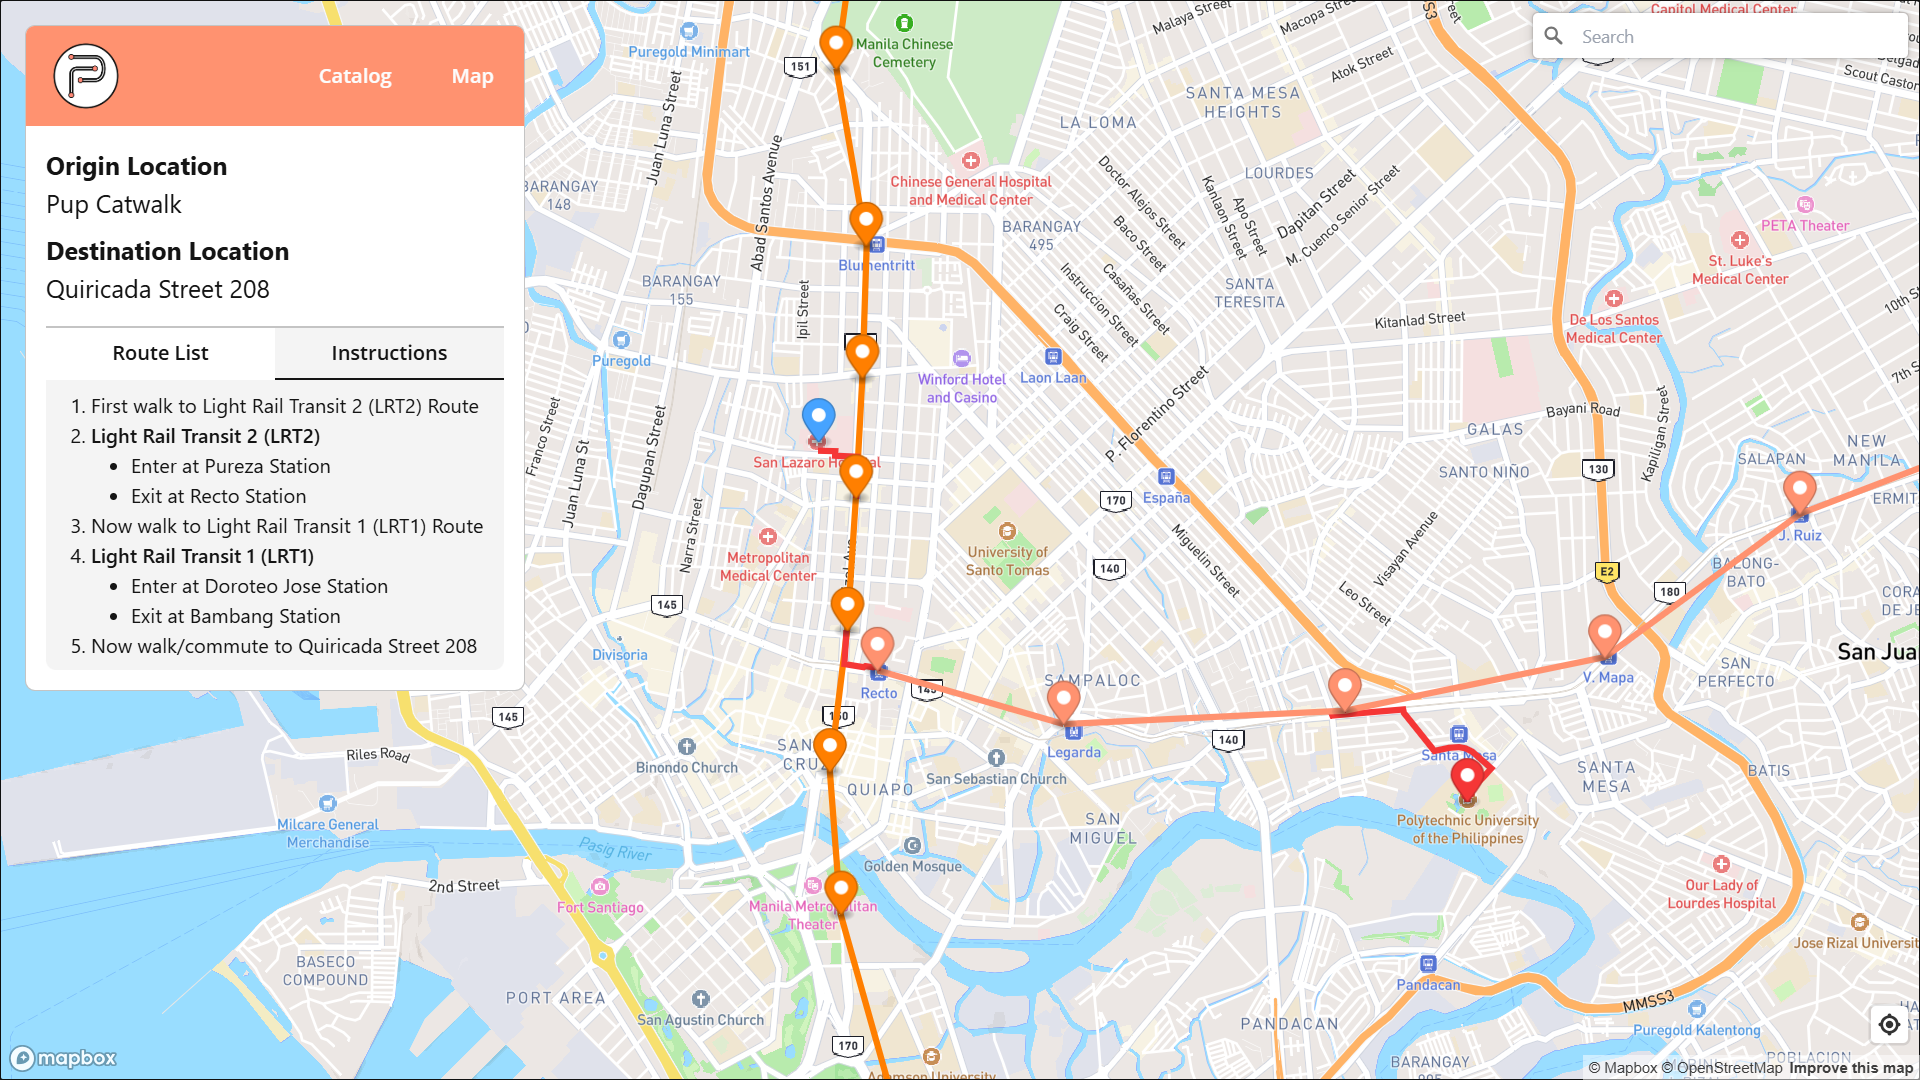 Catalog
Map
Origin Location
Pup Catwalk
Destination Location
Quiricada Street 208
Route List
Instructions
1. First walk to Light Rail Transit 2 (LRT2) Route
2. Light Rail Transit 2 (LRT2)
• Enter at Pureza Station
• Exit at Recto Station
3. Now walk to Light Rail Transit 1 (LRT1) Route
4. Light Rail Transit 1 (LRT1)
• Enter at Doroteo Jose Station
• Exit at Bambang Station
5. Now walk/commute to Quiricada Street 208
Search
Capitol Medical Center
Malaya Street
Macopa Stre
Atok Street
Scout Castor
Puregold Minimart
Manila Chinese
Cemetery
151
Juan Luna Street
Abad Santos Avenue
SANTA MESA
HEIGHTS
LA LOMA
LOURDES
BARANGAY
148
Chinese General Hospital
and Medical Center
Doctor Alejos Street
Kanlaon Street
Apo Street
Dapitan Street
M. Cuenco Senior Street
Baco Street
BARANGAY
495
PETA Theater
St. Luke's
Medical Center
Blumentritt
BARANGAY
155
Ipil Street
Instruccion Street
Casañas Street
Craig Street
SANTA
TERESITA
Kitanlad Street
De Los Santos
Medical Center
10th S
7th S
Puregold
Winford Hotel
and Casino
Laon Laan
P. Florentino Street
Bayani Road
Kapiligan Street
GALAS
NEW
MANILA
SALAPAN
SANTO NIÑO
130
ERMIT
Franco Street
Juan Luna St
Dagupan Street
San Lazaro H
al
España
170
J. Ruiz
Narra Street
Metropolitan
Medical Center
University of
Santo Tomas
140
Miguelin Street
Visayan Avenue
Leo Street
E2
BALONG-
BATO
180
CORA
DE JE
145
Divisoria
Recto
SAMPALOC
V. Mapa
SAN
PERFECTO
San Jua
145
Legarda
140
Santa Mesa
Riles Road
Binondo Church
QUIAPO
San Sebastian Church
SANTA
MESA
BATIS
Milcare General
Merchandise
Pasig River
SAN
MIGUEL
Polytechnic University
of the Philippines
Golden Mosque
2nd Street
Fort Santiago
Manila Metropolitan
Theater
Our Lady of
Lourdes Hospital
Jose Rizal Universit
BASECO
COMPOUND
PORT AREA
San Agustin Church
Pandacan
MMSS3
Puregold Kalentong
PANDACAN
170
BARANGAY
POBLACION
Adamson University
mapbox
© Mapbox © OpenStreetMap Improve this map